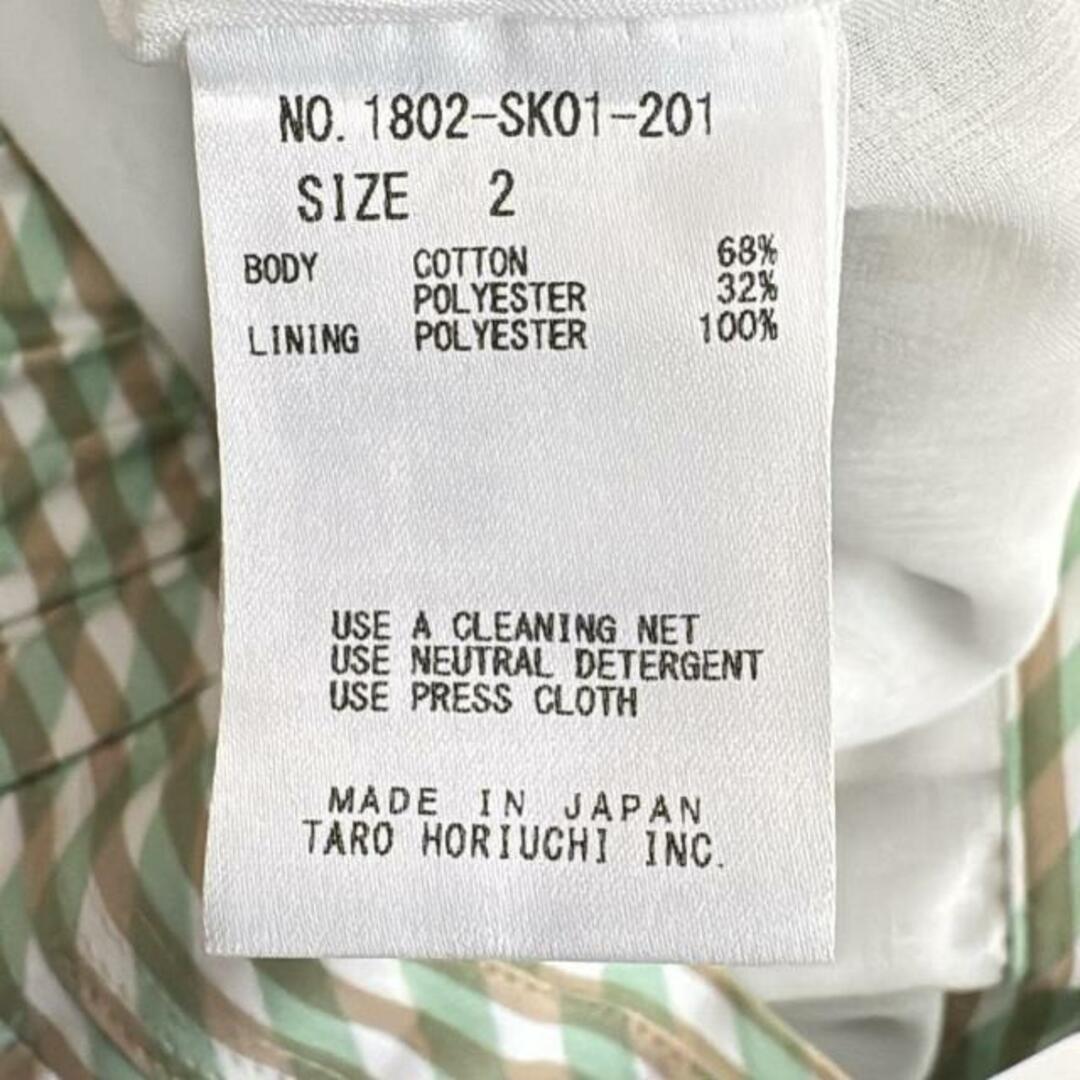 NO. 1802-SK01-201
SIZE 2
BODY COTTON 68%
POLYESTER 32%
LINING POLYESTER 100%
USE A CLEANING NET
USE NEUTRAL DETERGENT
USE PRESS CLOTH
MADE IN JAPAN
TARO HORIUCHI INC.